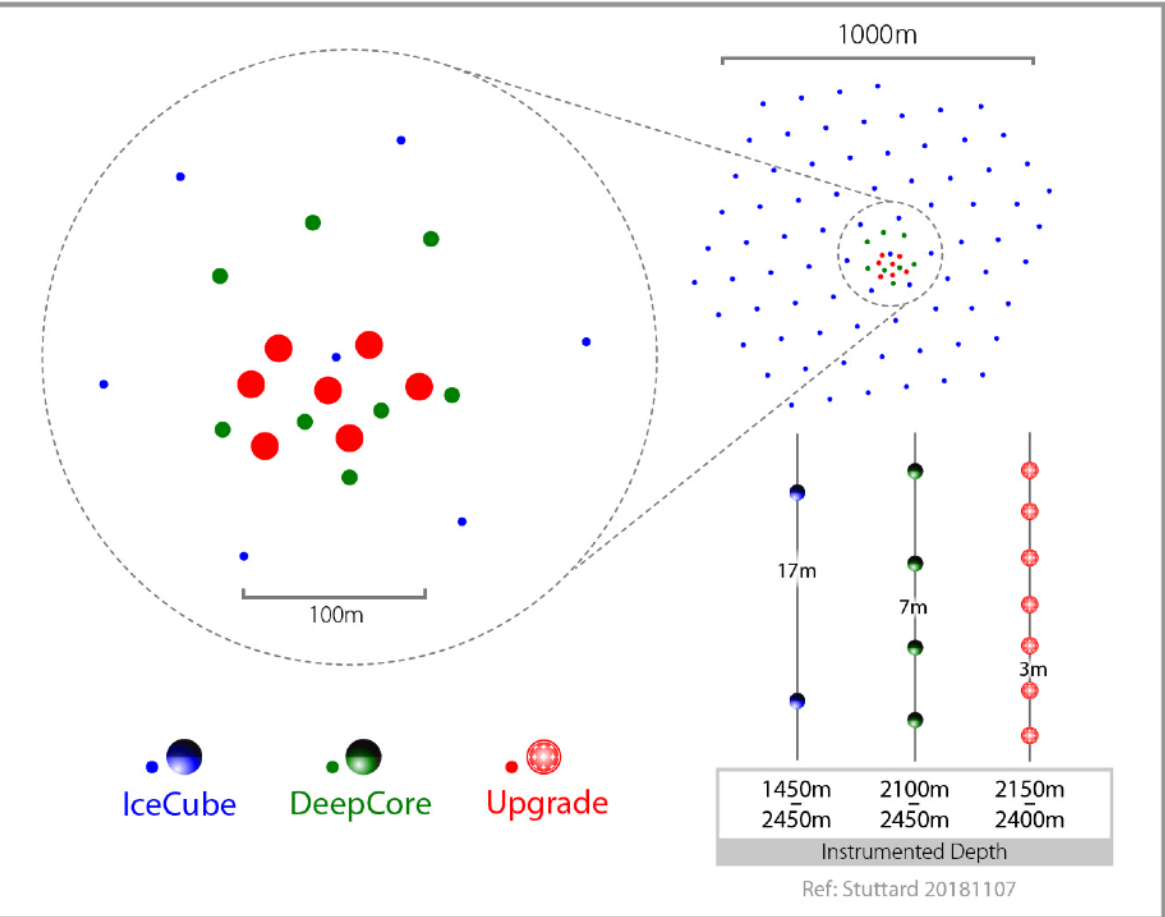 1000m
100m
17m
7m
3m
IceCube
DeepCore
Upgrade
1450m
–
2450m
2100m
–
2450m
2150m
–
2400m
Instrumented Depth
Ref: Stuttard 20181107